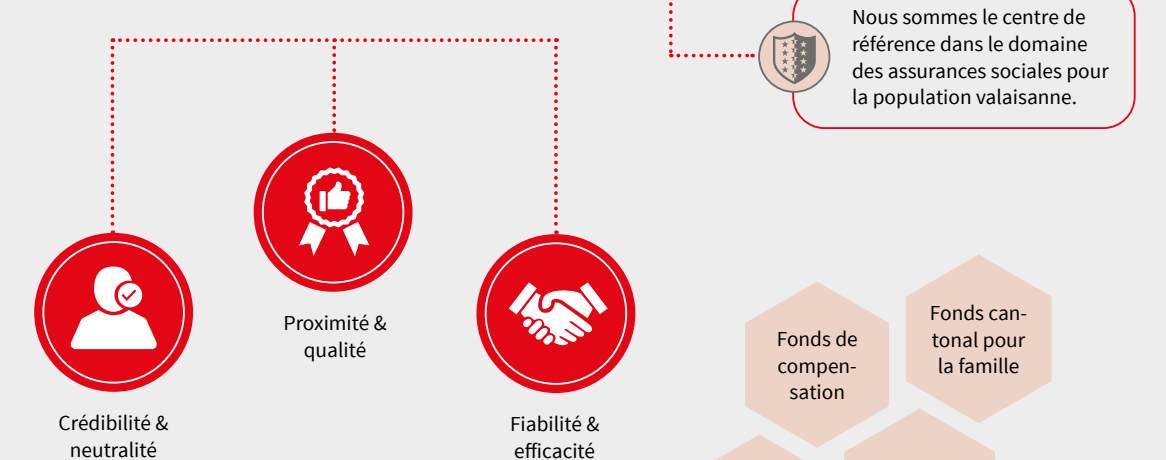 Nous sommes le centre de
référence dans le domaine
des assurances sociales pour
la population valaisanne.
Proximité &
qualité
Crédibilité &
neutralité
Fiabilité &
efficacité
Fonds de
compen-
sation
Fonds can-
tonal pour
la famille